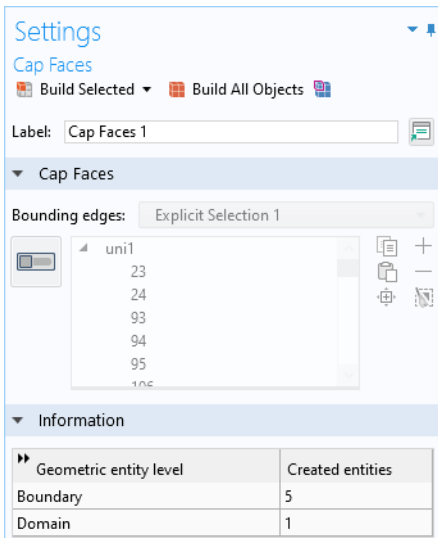 Settings
Cap Faces
Build Selected Build All Objects
Label: Cap Faces 1
Cap Faces
Bounding edges: Explicit Selection 1
uni1
23
24
93
94
95
106
Information
Geometric entity level Created entities
Boundary 5
Domain 1